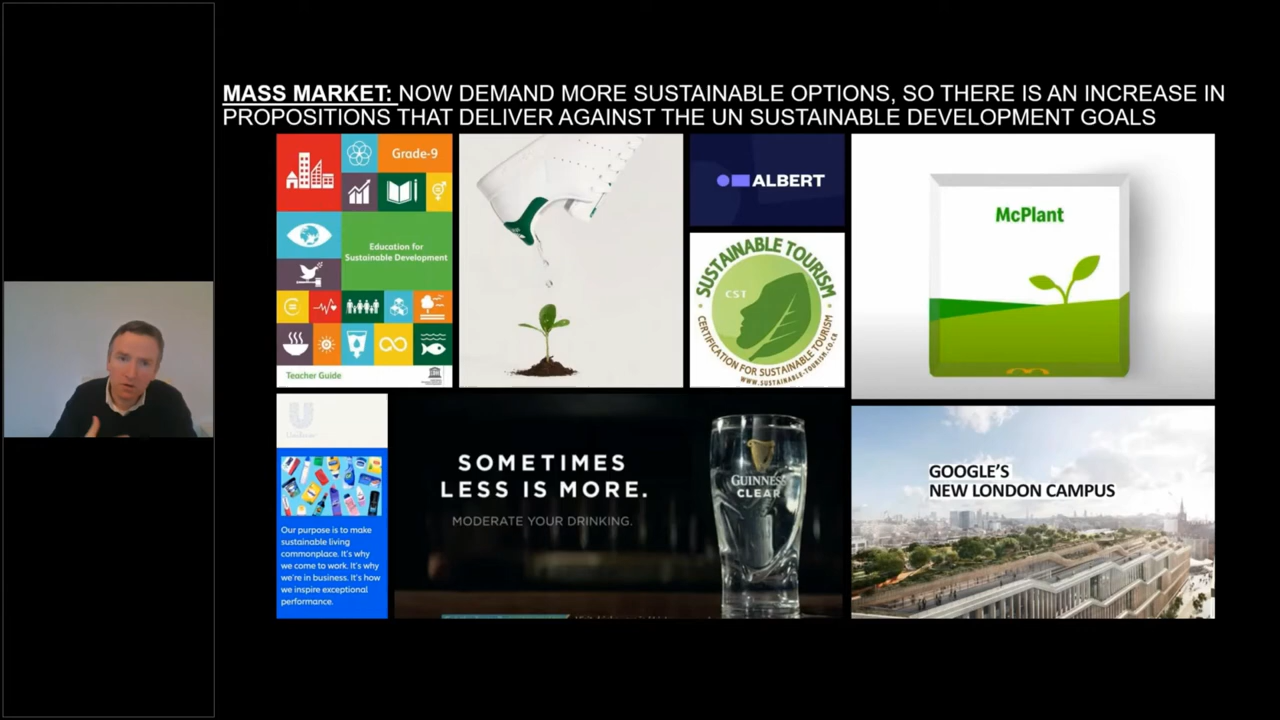 MASS MARKET: NOW DEMAND MORE SUSTAINABLE OPTIONS, SO THERE IS AN INCREASE IN
PROPOSITIONS THAT DELIVER AGAINST THE UN SUSTAINABLE DEVELOPMENT GOALS
Grade-9
Education for
Sustainable Development
Teacher Guide
ALBERT
SUSTAINABLE TOURISM
CST
CERTIFICATION FOR SUSTAINABLE TOURISM
WWW.SUSTAINABLE-TOURISM.CO.CR
McPlant
Unilever
Our purpose is to make
sustainable living
commonplace. It's why
we come to work. It's why
we're in business. It's how
we inspire exceptional
performance.
SOMETIMES
LESS IS MORE.
MODERATE YOUR DRINKING.
GUINNESS
CLEAR
GOOGLE'S
NEW LONDON CAMPUS